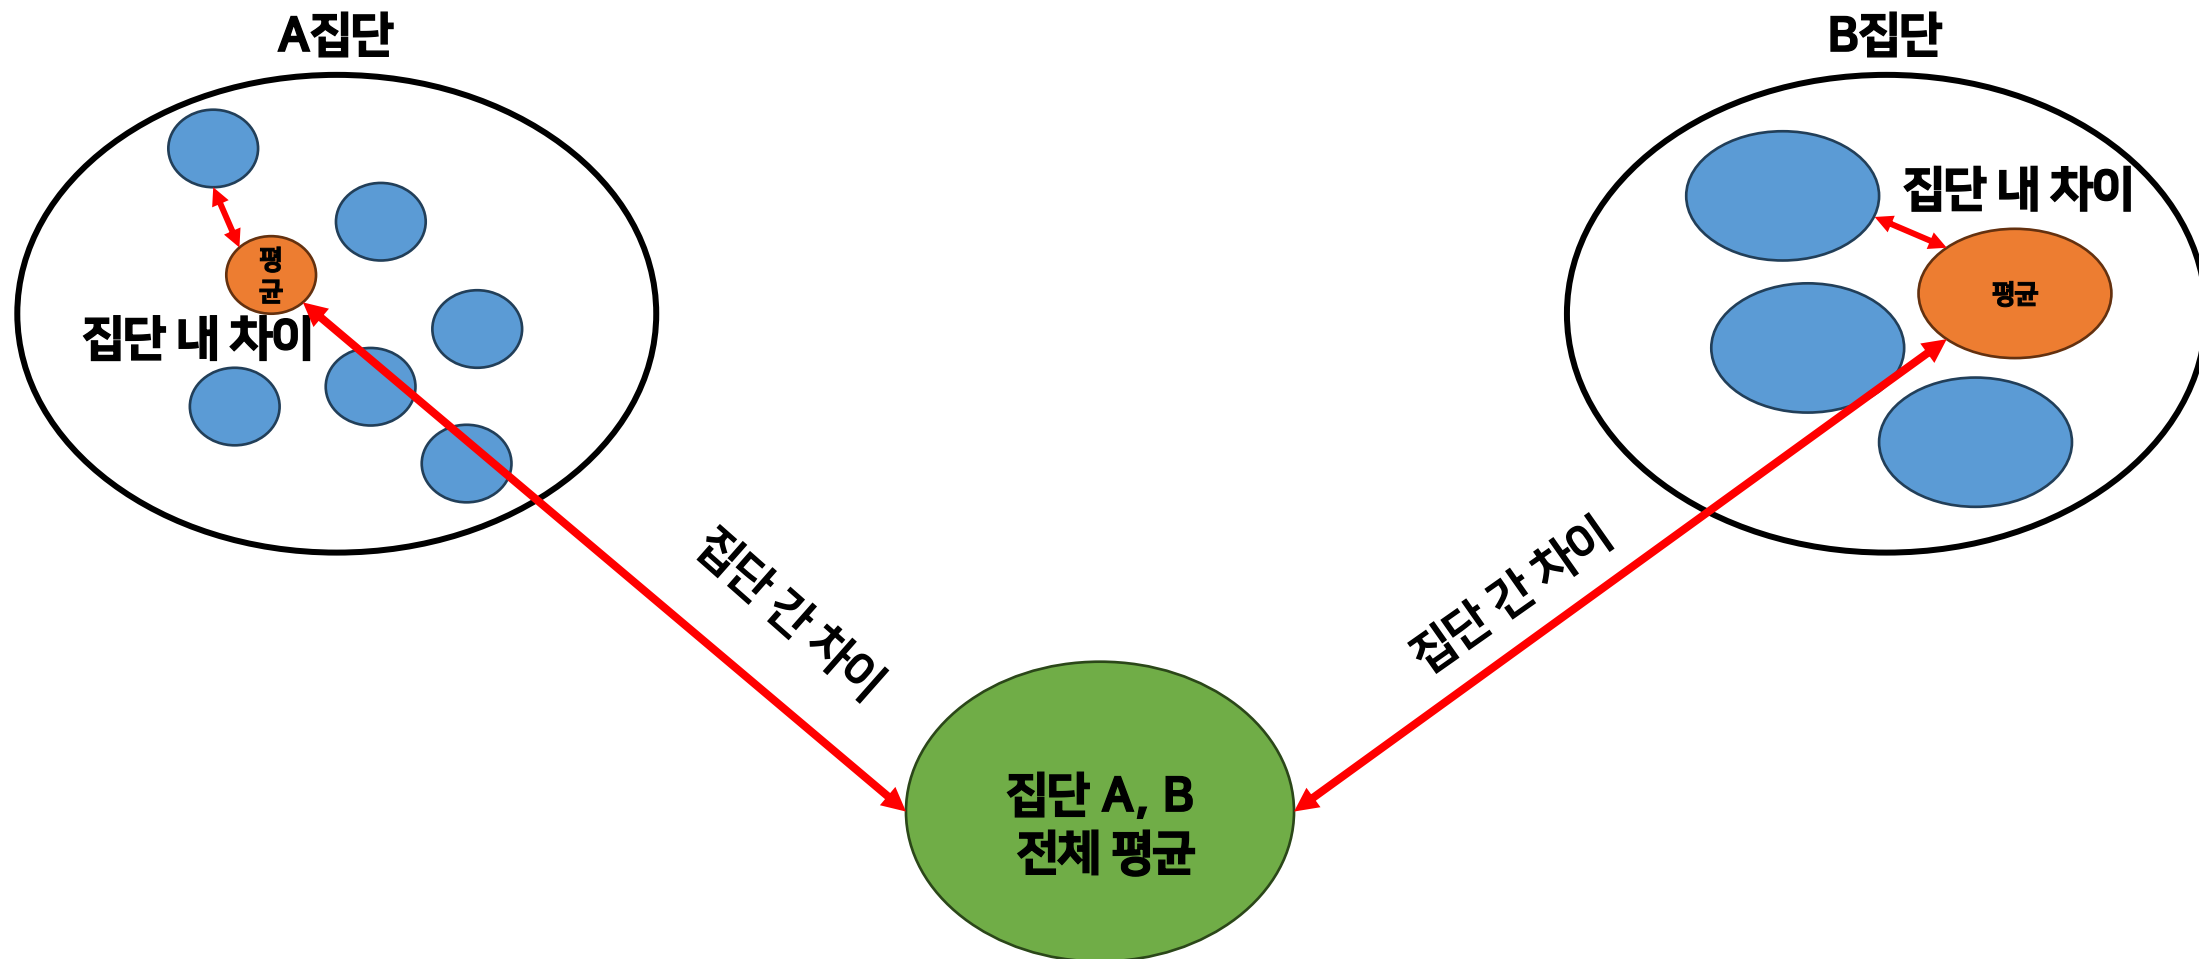 A집단
B집단
평
균
집단 내 차이
집단 내 차이
평균
집단 간 차이
집단 간 차이
집단 A, B
전체 평균